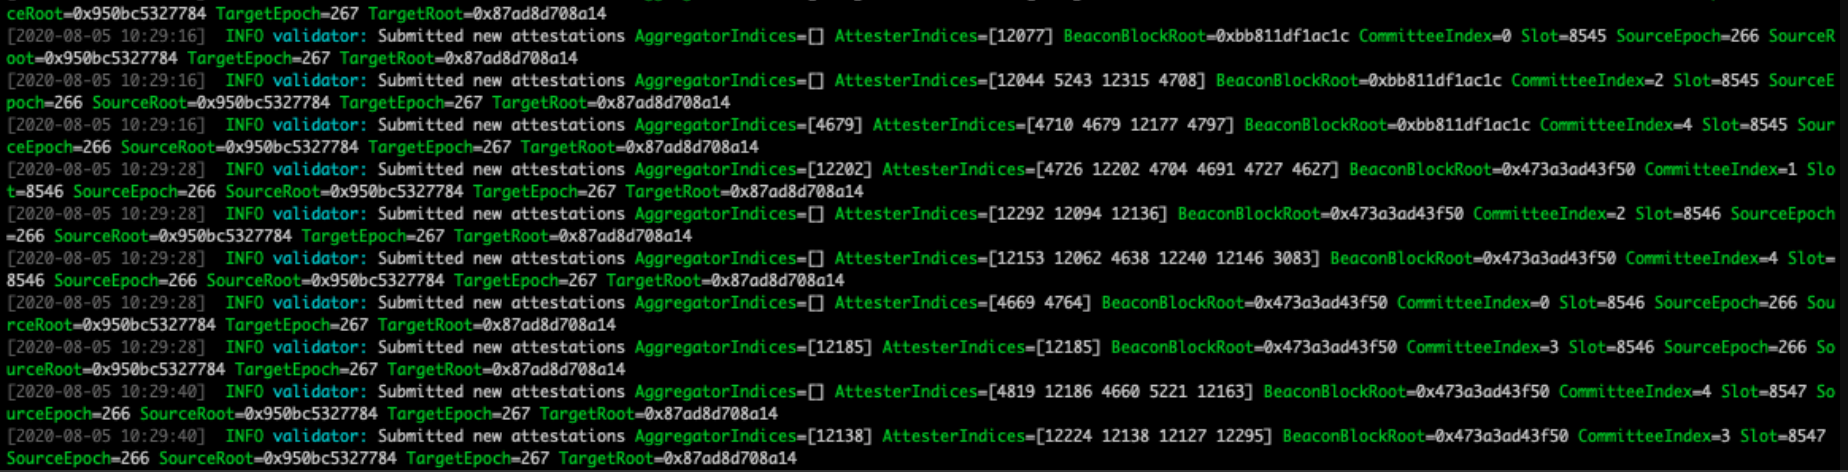 ceRoot=0x950bc5327784 TargetEpoch=267 TargetRoot=0x87ad8d708a14
[2020-08-05 10:29:16]  INFO validator: Submitted new attestations AggregatorIndices=[] AttesterIndices=[12077] BeaconBlockRoot=0xbb811df1ac1c CommitteeIndex=0 Slot=8545 SourceEpoch=266 SourceR
oot=0x950bc5327784 TargetEpoch=267 TargetRoot=0x87ad8d708a14
[2020-08-05 10:29:16]  INFO validator: Submitted new attestations AggregatorIndices=[] AttesterIndices=[12044 5243 12315 4708] BeaconBlockRoot=0xbb811df1ac1c CommitteeIndex=2 Slot=8545 SourceE
poch=266 SourceRoot=0x950bc5327784 TargetEpoch=267 TargetRoot=0x87ad8d708a14
[2020-08-05 10:29:16]  INFO validator: Submitted new attestations AggregatorIndices=[4679] AttesterIndices=[4710 4679 12177 4797] BeaconBlockRoot=0xbb811df1ac1c CommitteeIndex=4 Slot=8545 Sour
ceEpoch=266 SourceRoot=0x950bc5327784 TargetEpoch=267 TargetRoot=0x87ad8d708a14
[2020-08-05 10:29:28]  INFO validator: Submitted new attestations AggregatorIndices=[12202] AttesterIndices=[4726 12202 4704 4691 4727 4627] BeaconBlockRoot=0x473a3ad43f50 CommitteeIndex=1 Slo
t=8546 SourceEpoch=266 SourceRoot=0x950bc5327784 TargetEpoch=267 TargetRoot=0x87ad8d708a14
[2020-08-05 10:29:28]  INFO validator: Submitted new attestations AggregatorIndices=[] AttesterIndices=[12292 12094 12136] BeaconBlockRoot=0x473a3ad43f50 CommitteeIndex=2 Slot=8546 SourceEpoch
=266 SourceRoot=0x950bc5327784 TargetEpoch=267 TargetRoot=0x87ad8d708a14
[2020-08-05 10:29:28]  INFO validator: Submitted new attestations AggregatorIndices=[] AttesterIndices=[12153 12062 4638 12240 12146 3083] BeaconBlockRoot=0x473a3ad43f50 CommitteeIndex=4 Slot=
8546 SourceEpoch=266 SourceRoot=0x950bc5327784 TargetEpoch=267 TargetRoot=0x87ad8d708a14
[2020-08-05 10:29:28]  INFO validator: Submitted new attestations AggregatorIndices=[] AttesterIndices=[4669 4764] BeaconBlockRoot=0x473a3ad43f50 CommitteeIndex=0 Slot=8546 SourceEpoch=266 Sou
rceRoot=0x950bc5327784 TargetEpoch=267 TargetRoot=0x87ad8d708a14
[2020-08-05 10:29:28]  INFO validator: Submitted new attestations AggregatorIndices=[12185] AttesterIndices=[12185] BeaconBlockRoot=0x473a3ad43f50 CommitteeIndex=3 Slot=8546 SourceEpoch=266 So
urceRoot=0x950bc5327784 TargetEpoch=267 TargetRoot=0x87ad8d708a14
[2020-08-05 10:29:40]  INFO validator: Submitted new attestations AggregatorIndices=[] AttesterIndices=[4819 12186 4660 5221 12163] BeaconBlockRoot=0x473a3ad43f50 CommitteeIndex=4 Slot=8547 So
urceEpoch=266 SourceRoot=0x950bc5327784 TargetEpoch=267 TargetRoot=0x87ad8d708a14
[2020-08-05 10:29:40]  INFO validator: Submitted new attestations AggregatorIndices=[12138] AttesterIndices=[12224 12138 12127 12295] BeaconBlockRoot=0x473a3ad43f50 CommitteeIndex=3 Slot=8547
SourceEpoch=266 SourceRoot=0x950bc5327784 TargetEpoch=267 TargetRoot=0x87ad8d708a14